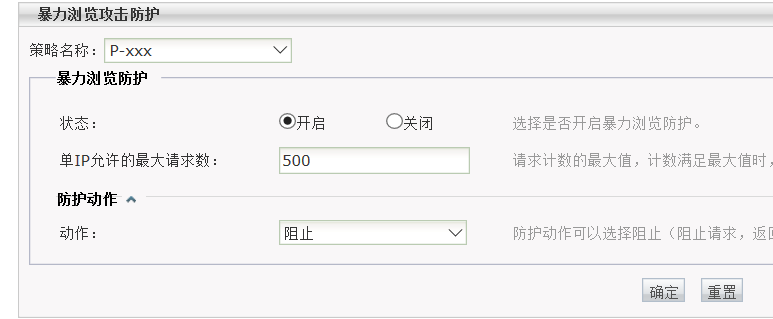 暴力浏览攻击防护
策略名称： P-xxx
暴力浏览防护
状态： 开启 关闭 选择是否开启暴力浏览防护。
单IP允许的最大请求数： 500 请求计数的最大值，计数满足最大值时，
防护动作
动作： 阻止 防护动作可以选择阻止（阻止请求，返回
确定 重置